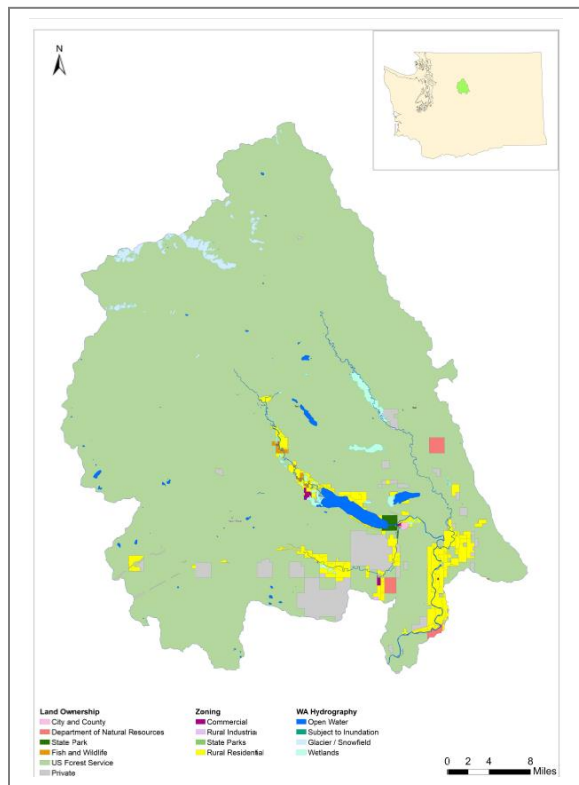 N
Land Ownership
City and County
Department of Natural Resources
State Park
Fish and Wildlife
US Forest Service
Private
Zoning
Commercial
Rural Industria
State Parks
Rural Residential
WA Hydrography
Open Water
Subject to Inundation
Glacier / Snowfield
Wetlands
0 2 4 8
Miles